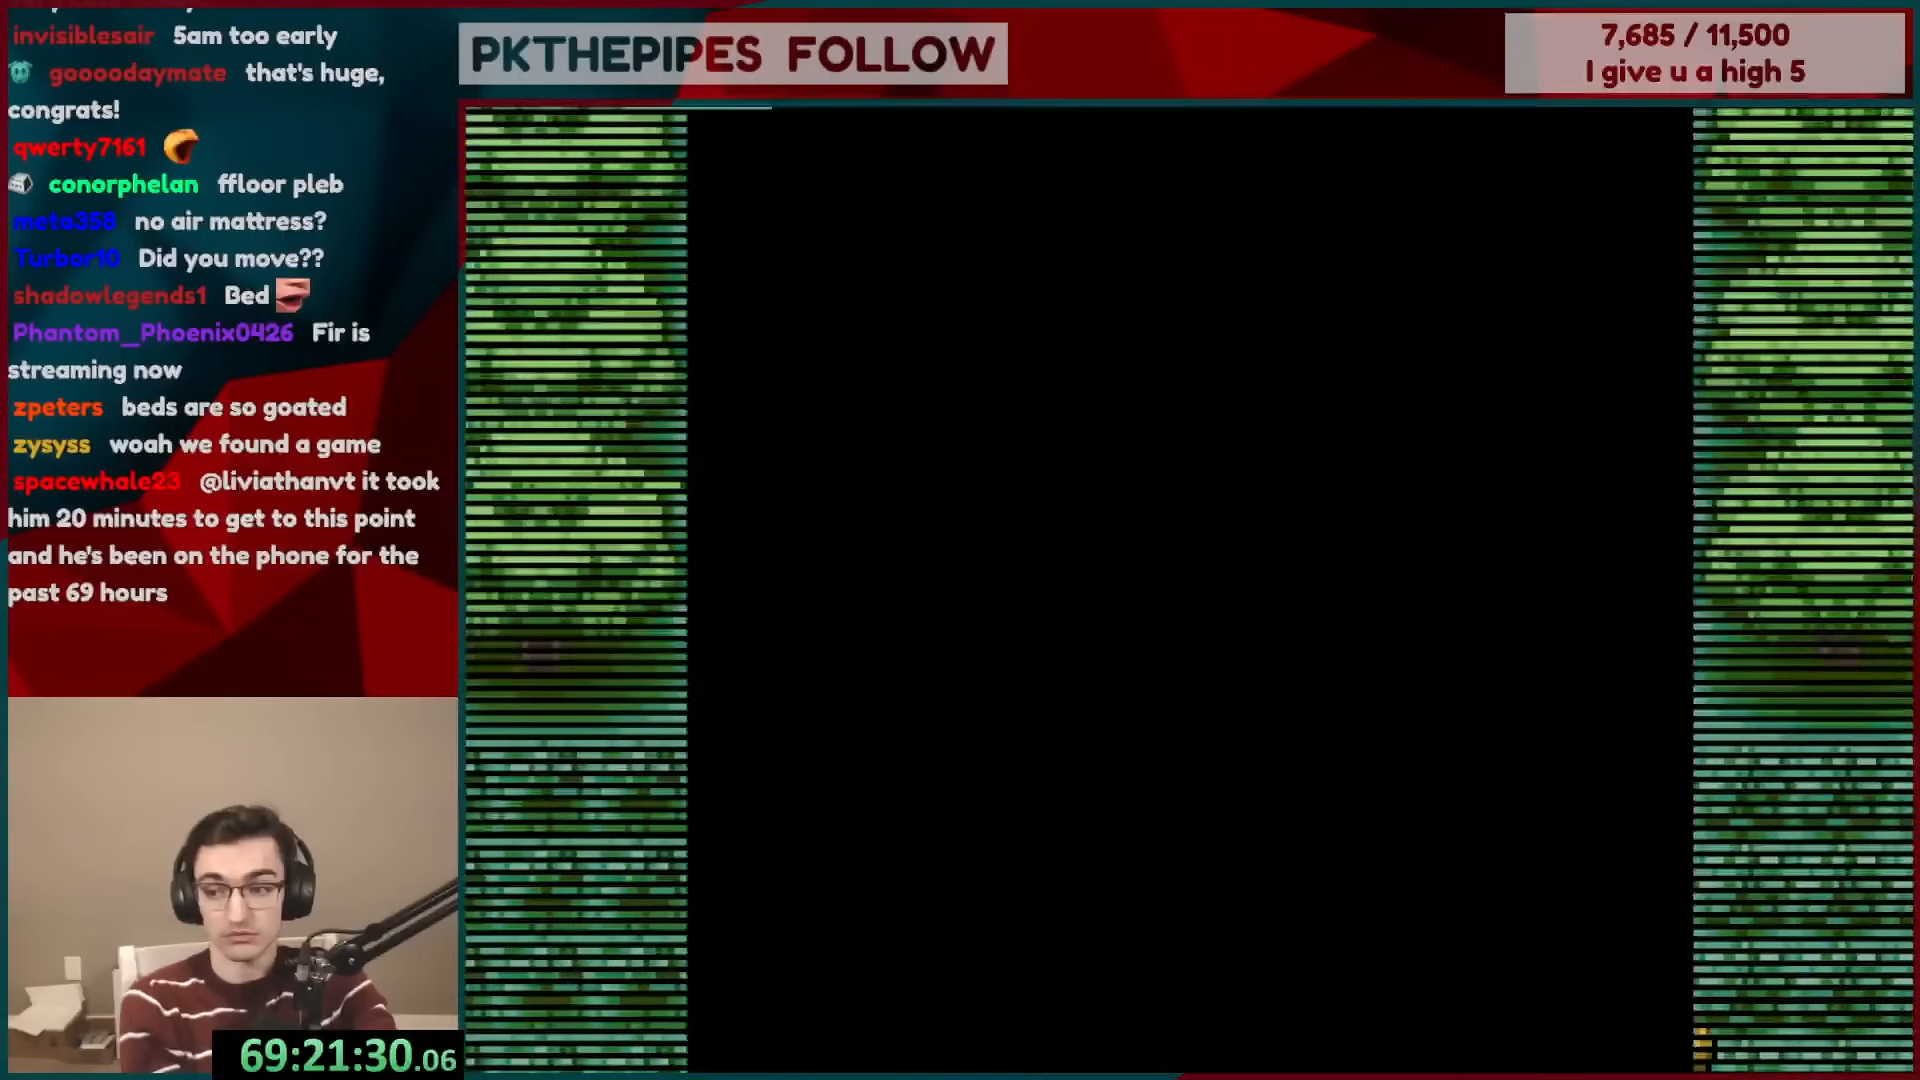 invisiblesair 5am too early
goooodaymate that's huge,
congrats!
qwerty7161
conorphelan ffloor pleb
meta358 no air mattress?
Turbor10 Did you move??
shadowlegends1 Bed
Phantom_Phoenix0426 Fir is
streaming now
zpeters beds are so goated
zysyss woah we found a game
spacewhale23 @liviathanvt it took
him 20 minutes to get to this point
and he's been on the phone for the
past 69 hours
PKTHEPIPES FOLLOW
7,685 / 11,500
I give u a high 5
69:21:30.06